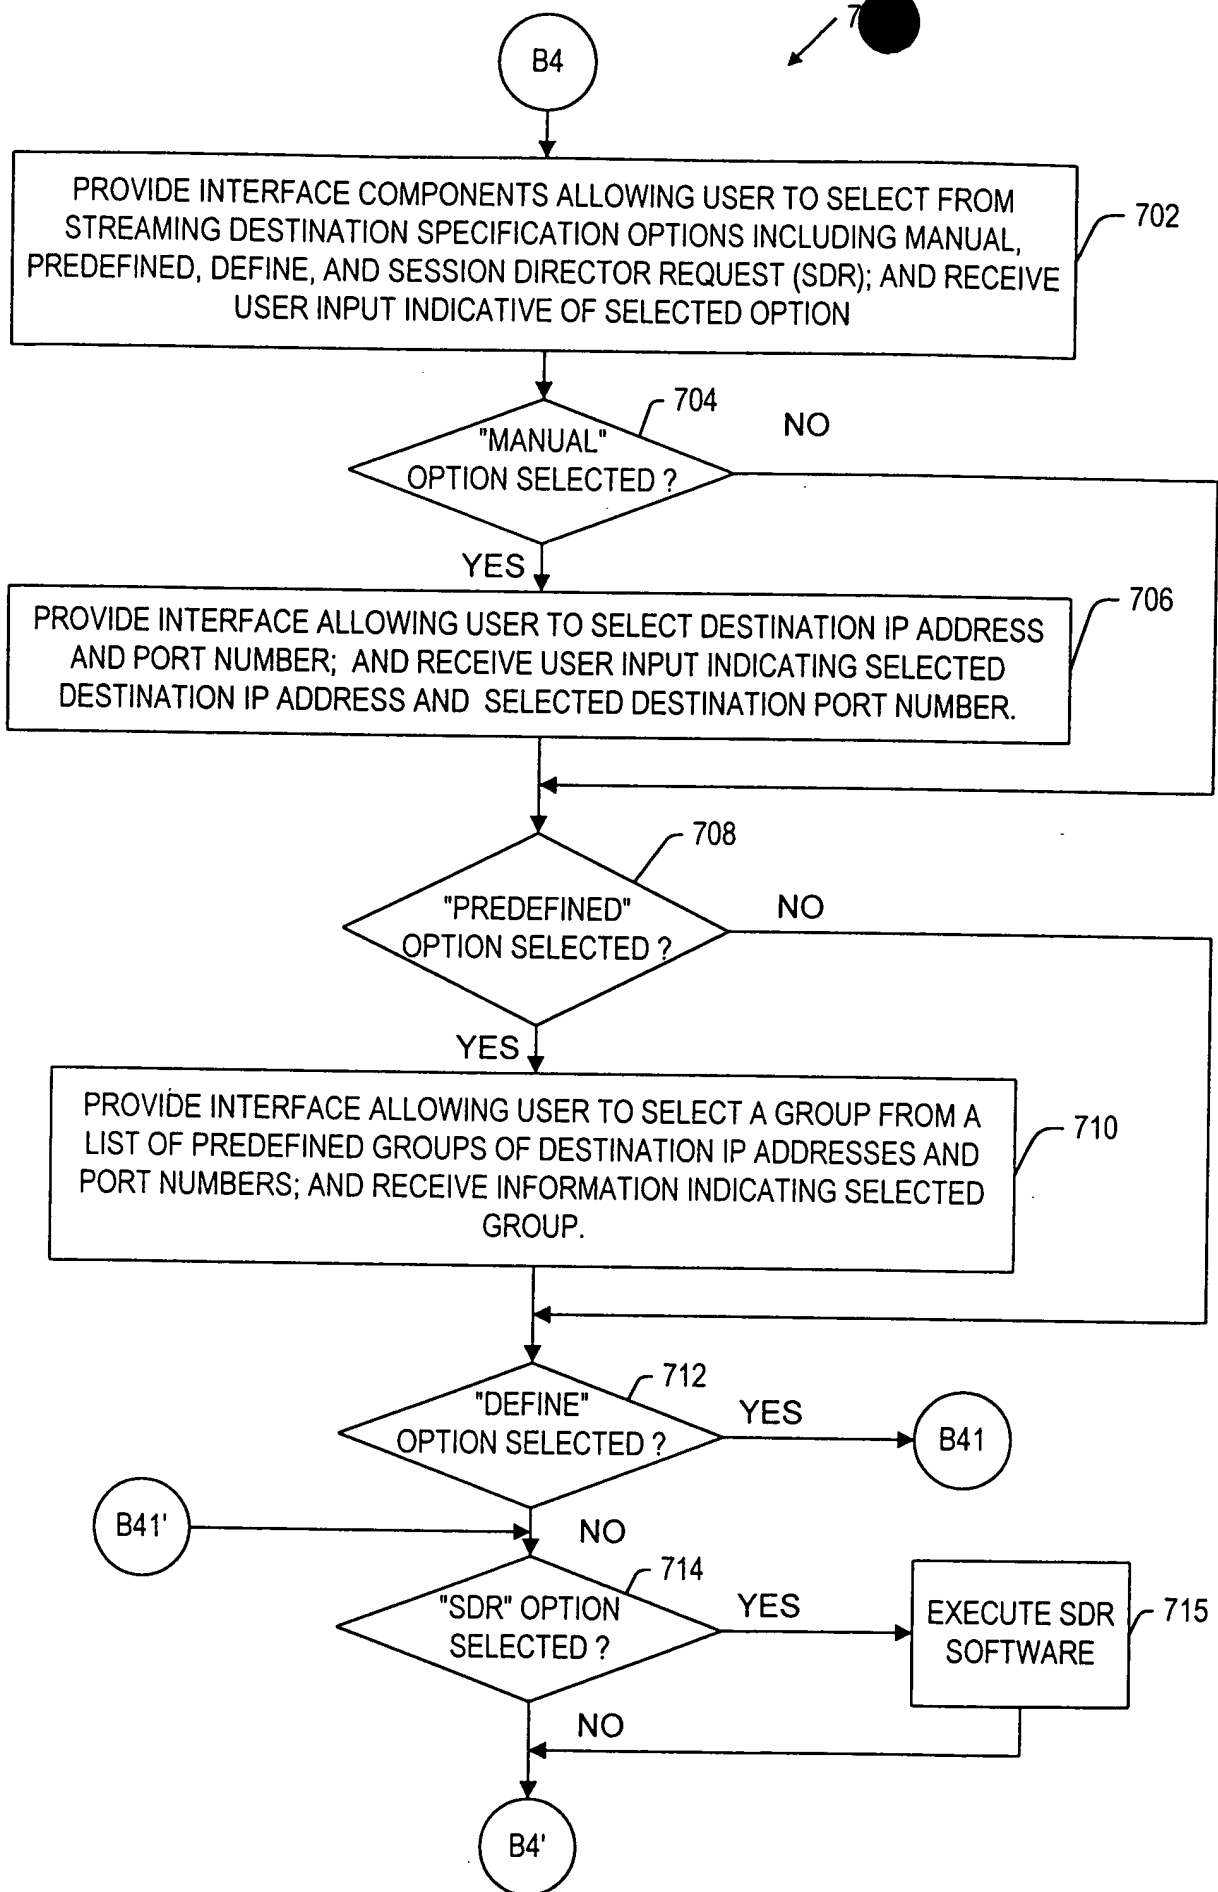 B4
7
PROVIDE INTERFACE COMPONENTS ALLOWING USER TO SELECT FROM
STREAMING DESTINATION SPECIFICATION OPTIONS INCLUDING MANUAL,
PREDEFINED, DEFINE, AND SESSION DIRECTOR REQUEST (SDR); AND RECEIVE
USER INPUT INDICATIVE OF SELECTED OPTION
702
704
"MANUAL"
OPTION SELECTED ?
NO
YES
PROVIDE INTERFACE ALLOWING USER TO SELECT DESTINATION IP ADDRESS
AND PORT NUMBER; AND RECEIVE USER INPUT INDICATING SELECTED
DESTINATION IP ADDRESS AND SELECTED DESTINATION PORT NUMBER.
706
708
"PREDEFINED"
OPTION SELECTED ?
NO
YES
PROVIDE INTERFACE ALLOWING USER TO SELECT A GROUP FROM A
LIST OF PREDEFINED GROUPS OF DESTINATION IP ADDRESSES AND
PORT NUMBERS; AND RECEIVE INFORMATION INDICATING SELECTED
GROUP.
710
712
"DEFINE"
OPTION SELECTED ?
YES
B41
B41'
NO
714
"SDR" OPTION
SELECTED ?
YES
EXECUTE SDR
SOFTWARE
715
NO
B4'